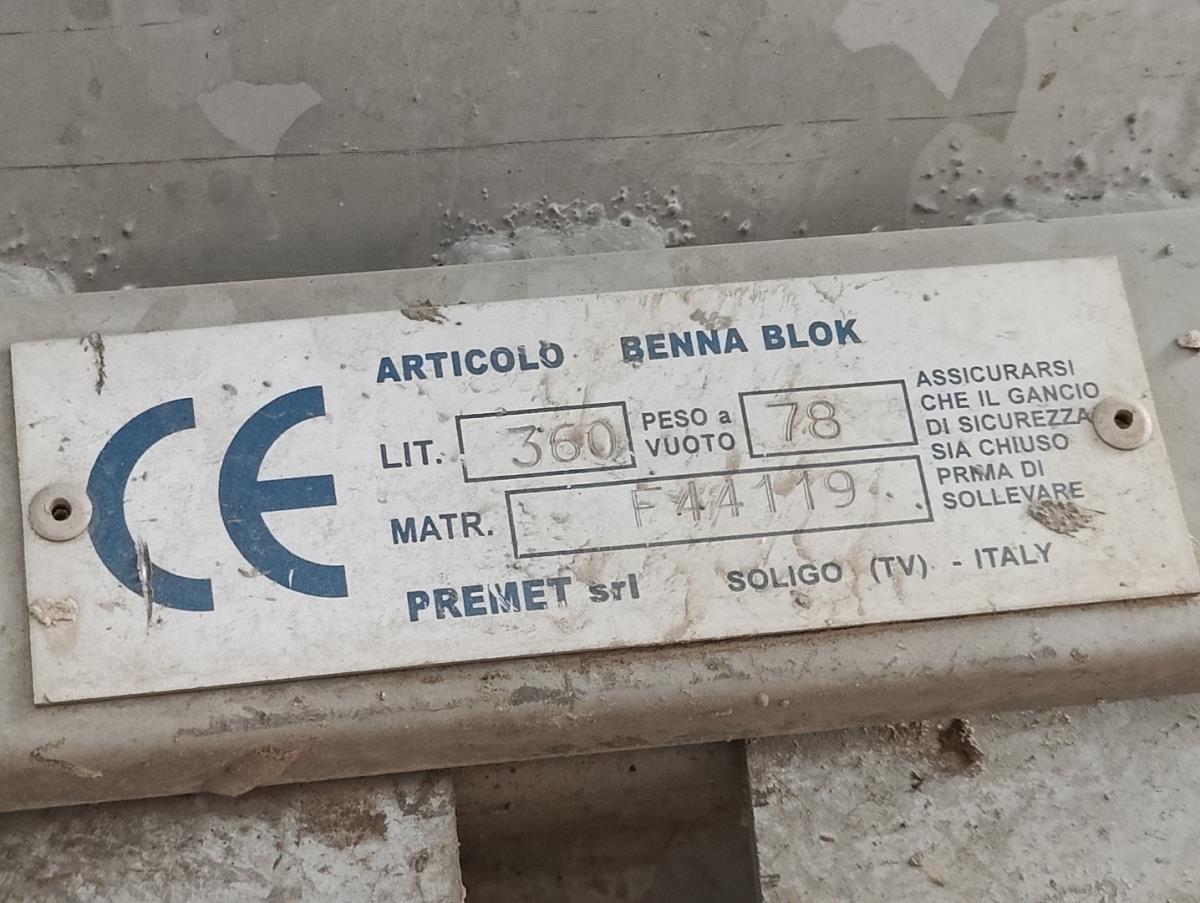 CE
ARTICOLO BENNA BLOK
LIT. 360 PESO a VUOTO 78
MATR. F44119
ASSICURARSI
CHE IL GANCIO
DI SICUREZZA
SIA CHIUSO
PRIMA DI
SOLLEVARE
PREMET srl SOLIGO (TV) - ITALY